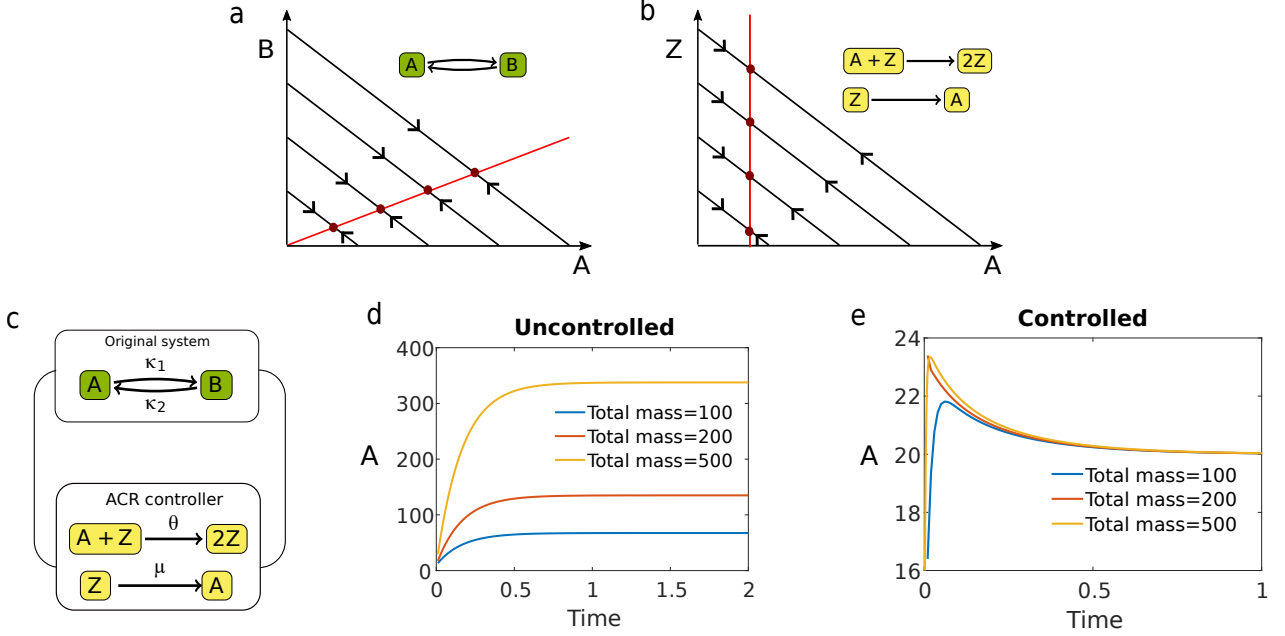 a
B
A
B
A
b
Z
A + Z
2Z
Z
A
A
c
Original system
A
κ1
κ2
B
ACR controller
A + Z
θ
2Z
Z
μ
A
d
Uncontrolled
400
300
200
100
0
A
Total mass=100
Total mass=200
Total mass=500
0
0.5
1
1.5
2
Time
e
Controlled
24
22
20
18
16
A
Total mass=100
Total mass=200
Total mass=500
0
0.5
1
Time